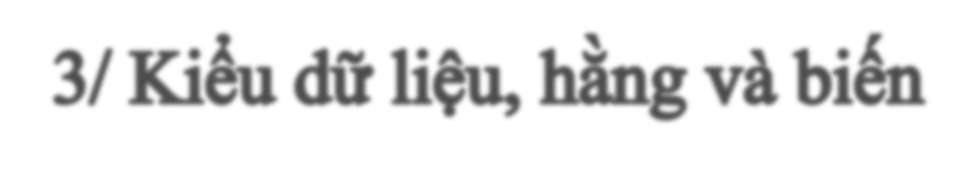 3/ Kiểu dữ liệu, hằng và biến